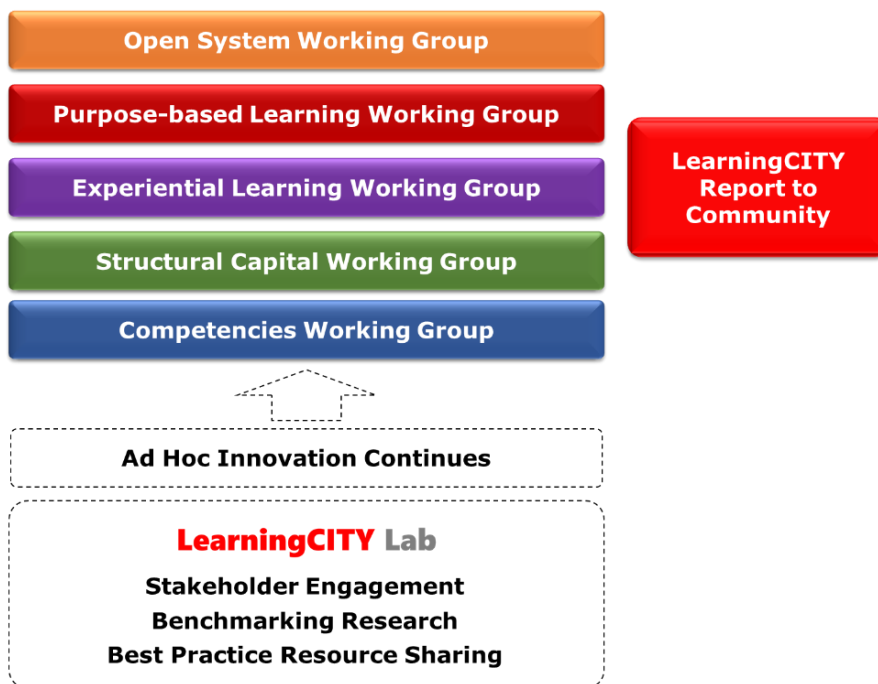 Open System Working Group
Purpose-based Learning Working Group
Experiential Learning Working Group
Structural Capital Working Group
Competencies Working Group
LearningCITY
Report to
Community
Ad Hoc Innovation Continues
LearningCITY Lab
Stakeholder Engagement
Benchmarking Research
Best Practice Resource Sharing